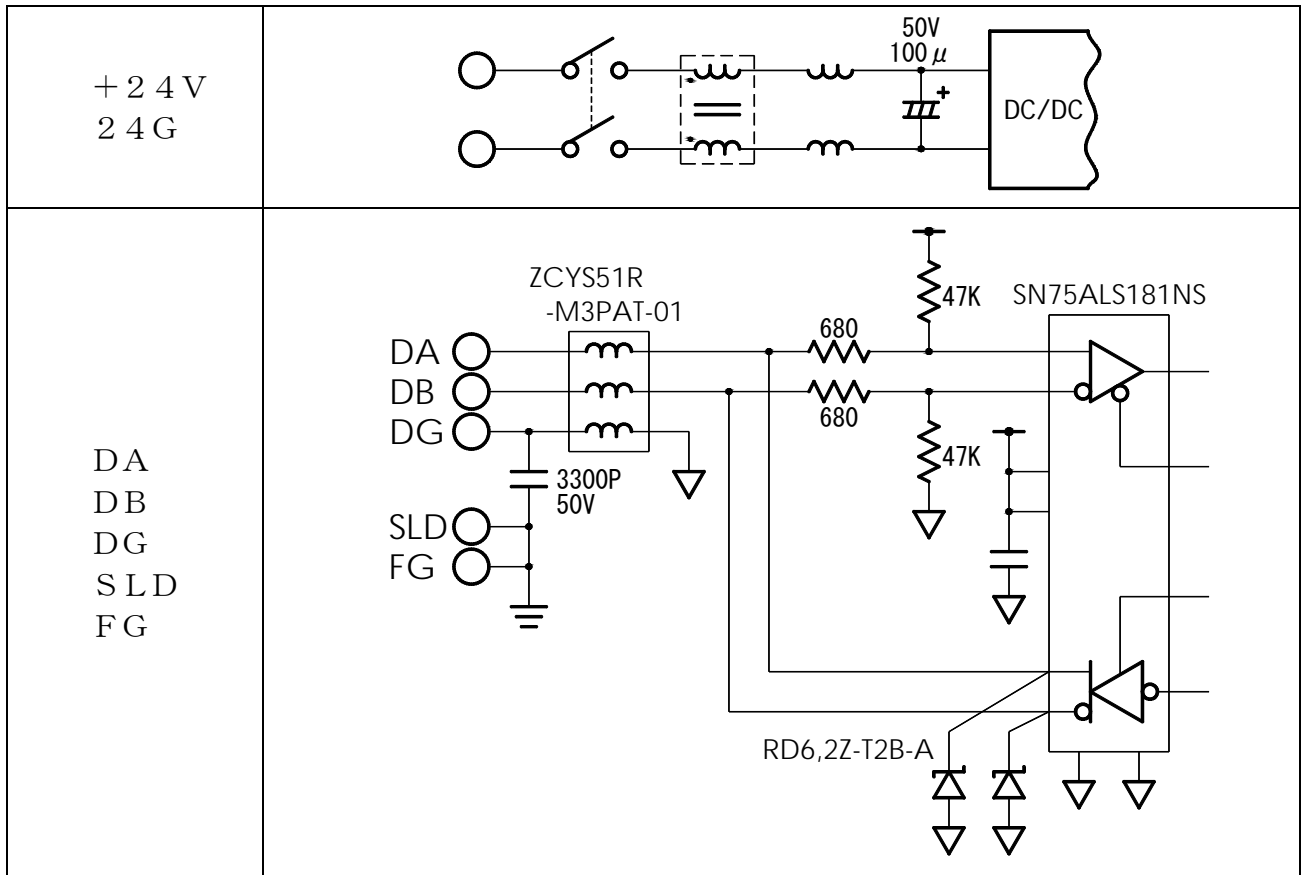 +24V
24G
50V
100μ
+
DC/DC
DA
DB
DG
SLD
FG
ZCYS51R
-M3PAT-01
DA
DB
DG
SLD
FG
3300P
50V
680
680
47K
47K
SN75ALS181NS
RD6,2Z-T2B-A